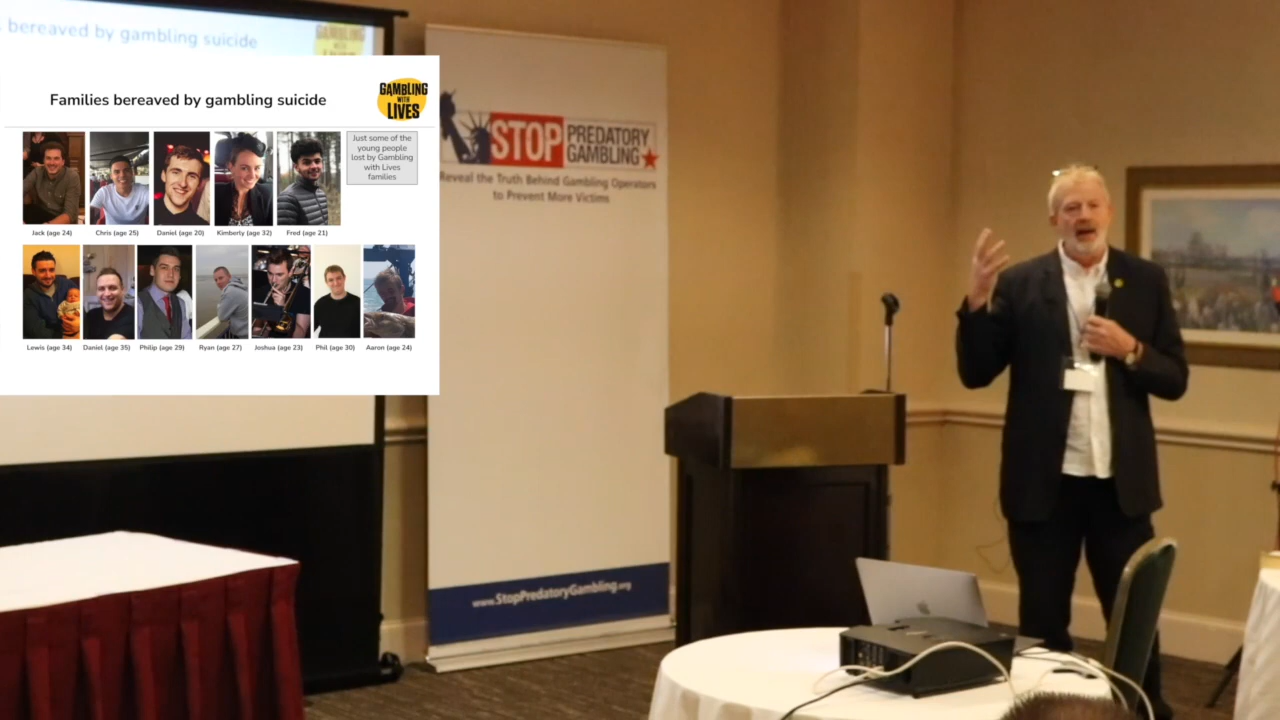 s bereaved by gambling suicide
GAMBLING
WITH
Families bereaved by gambling suicide
GAMBLING
WITH
LIVES
Just some of the
young people
lost by Gambling
with Lives
families
Jack (age 24)
Chris (age 25)
Daniel (age 20)
Kimberly (age 32)
Fred (age 21)
Lewis (age 34)
Daniel (age 35)
Philip (age 29)
Ryan (age 27)
Joshua (age 23)
Phil (age 30)
Aaron (age 24)
STOP
PREDATORY
GAMBLING
Reveal the Truth Behind Gambling Operators
to Prevent More Victims
www.StopPredatoryGambling.org